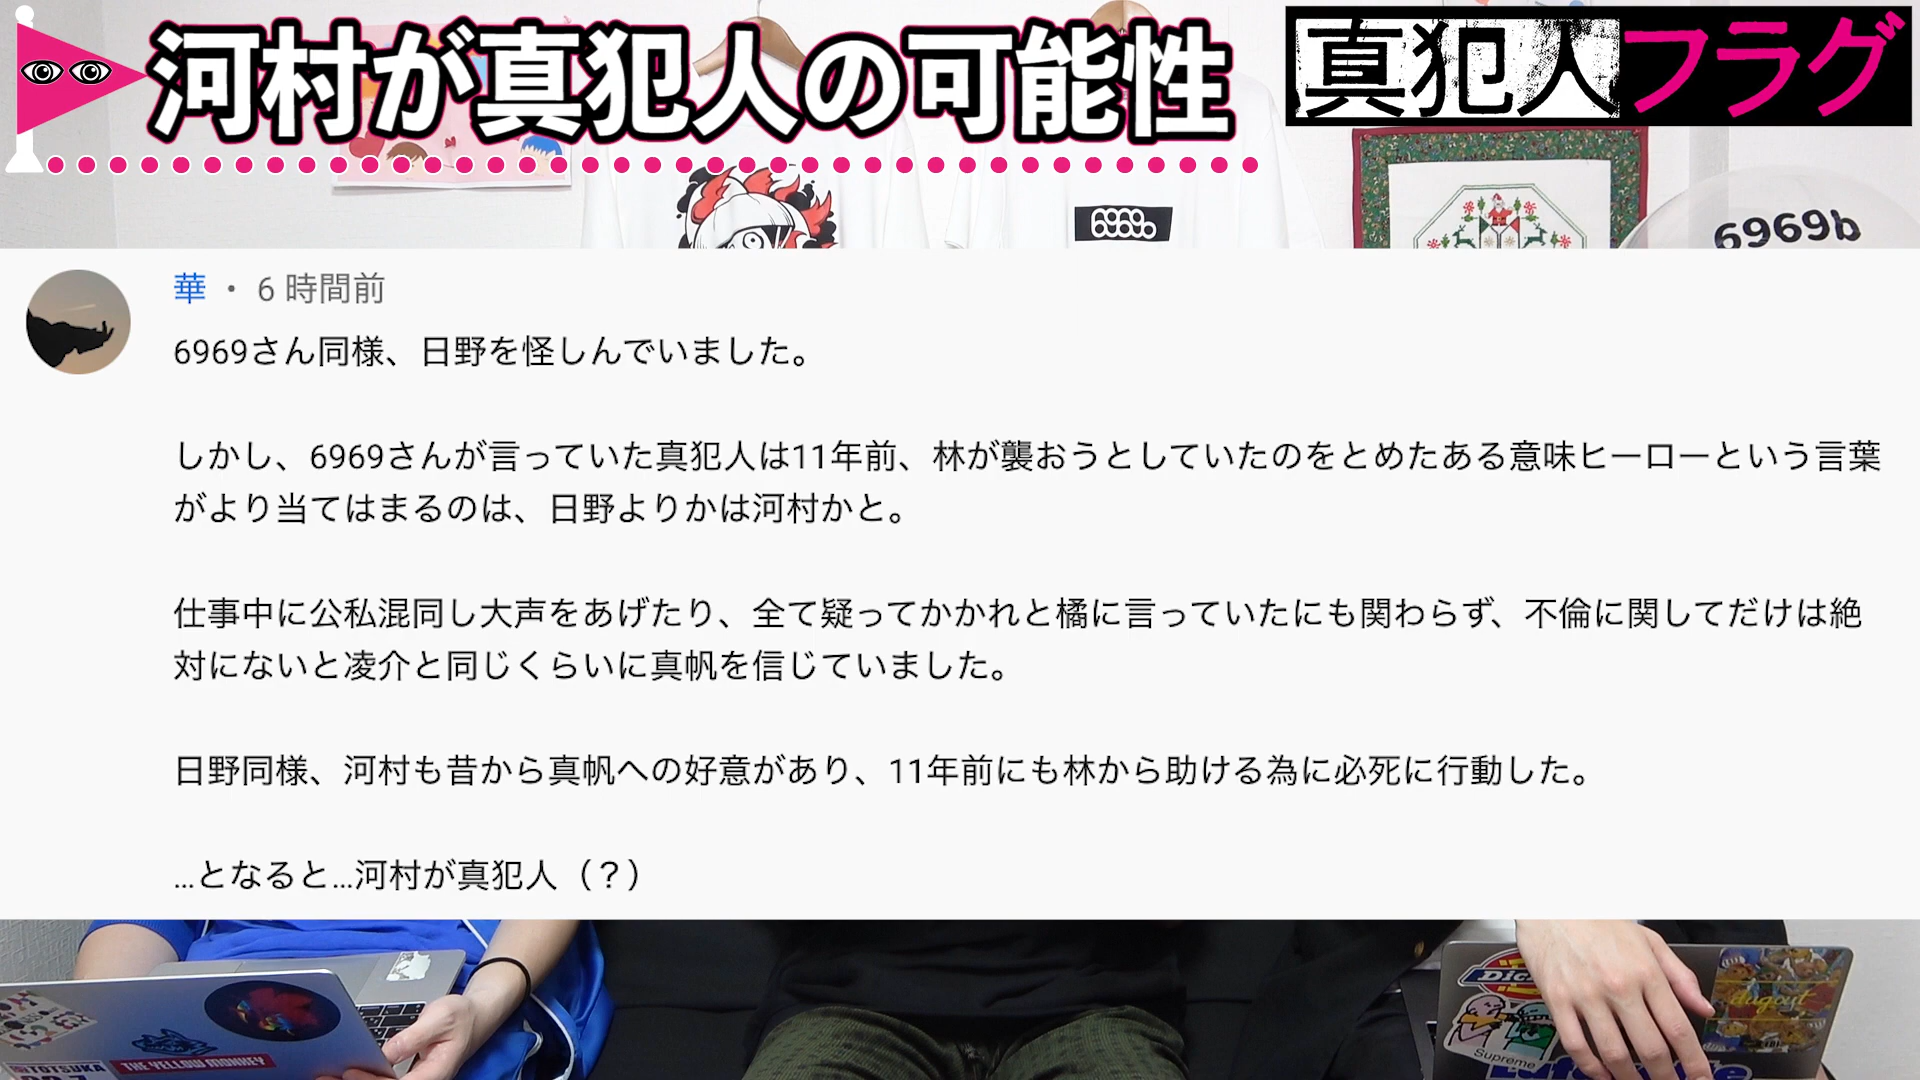 河村が真犯人の可能性
真犯人フラグ
6969b
6969b
華 ・ 6 時間前
6969さん同様、日野を怪しんでいました。
しかし、6969さんが言っていた真犯人は11年前、林が襲おうとしていたのをとめたある意味ヒーローという言葉
がより当てはまるのは、日野よりかは河村かと。
仕事中に公私混同し大声をあげたり、全て疑ってかかれと橘に言っていたにも関わらず、不倫に関してだけは絶
対にないと凌介と同じくらいに真帆を信じていました。
日野同様、河村も昔から真帆への好意があり、11年前にも林から助ける為に必死に行動した。
...となると...河村が真犯人（？）
dugout
THE YELLOW MONKEY
TOTSUKA
Supreme